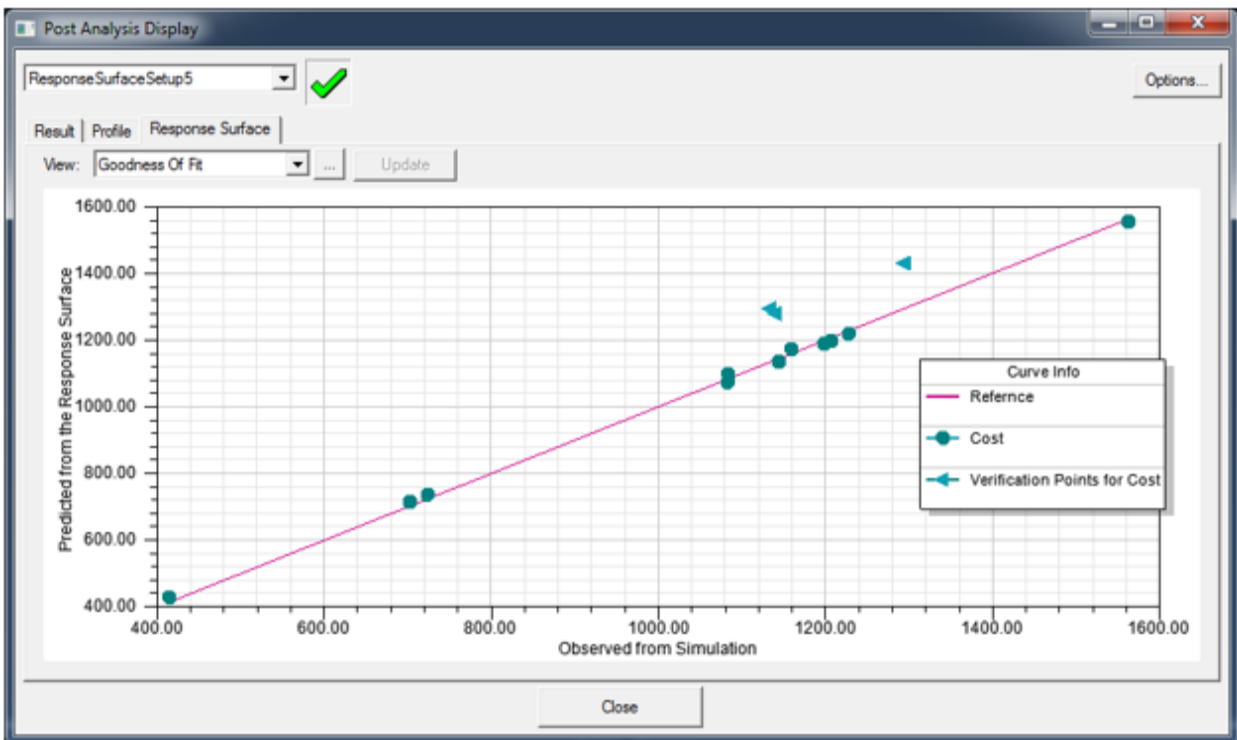 Post Analysis Display
ResponseSurfaceSetup5
Options...
Result Profile Response Surface
View: Goodness Of Fit ... Update
1600.00
1400.00
1200.00
1000.00
800.00
600.00
400.00
Predicted from the Response Surface
400.00 600.00 800.00 1000.00 1200.00 1400.00 1600.00
Observed from Simulation
Curve Info
Refernce
Cost
Verification Points for Cost
Close